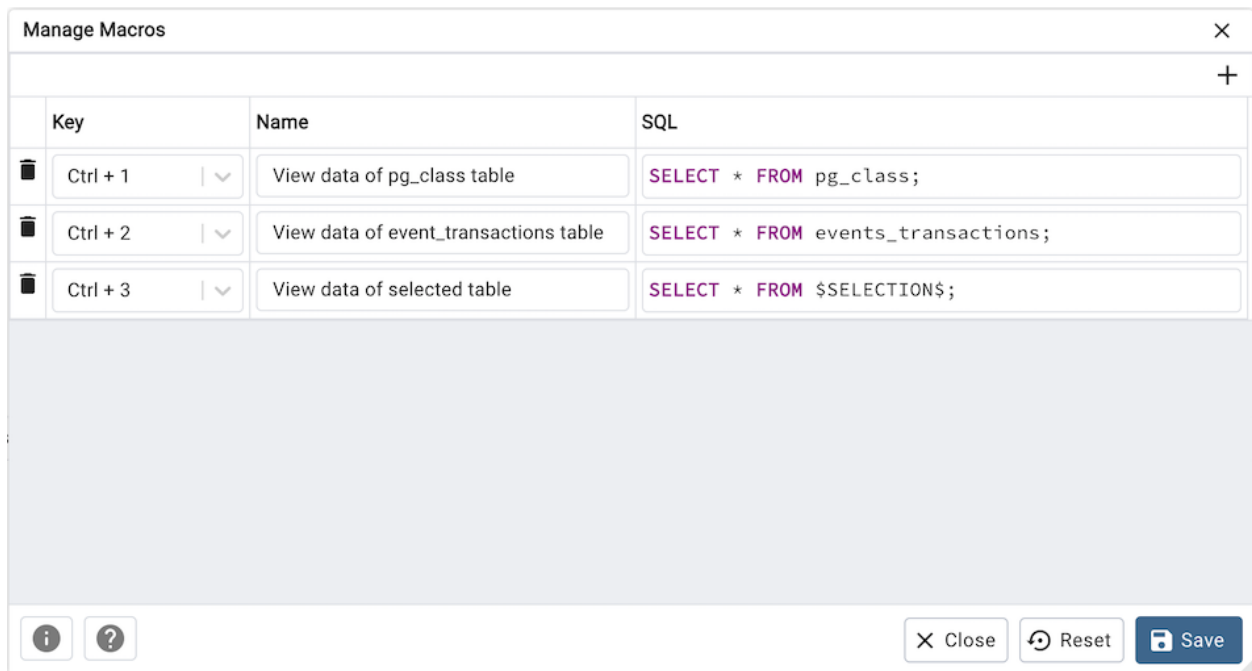 Manage Macros
Key Name SQL
Ctrl + 1 View data of pg_class table SELECT * FROM pg_class;
Ctrl + 2 View data of event_transactions table SELECT * FROM events_transactions;
Ctrl + 3 View data of selected table SELECT * FROM $SELECTION$;
Close Reset Save